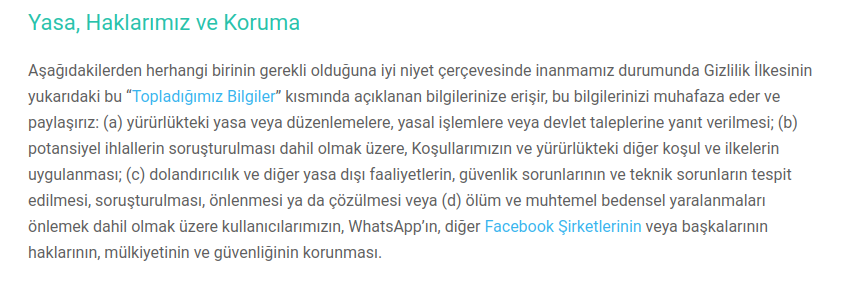 Yasa, Haklarımız ve Koruma
Aşağıdakilerden herhangi birinin gerekli olduğuna iyi niyet çerçevesinde inanmamız durumunda Gizlilik İlkesinin
yukarıdaki bu “Topladığımız Bilgiler” kısmında açıklanan bilgilerinize erişir, bu bilgilerinizi muhafaza eder ve
paylaşırız: (a) yürürlükteki yasa veya düzenlemelere, yasal işlemlere veya devlet taleplerine yanıt verilmesi; (b)
potansiyel ihlallerin soruşturulması dahil olmak üzere, Koşullarımızın ve yürürlükteki diğer koşul ve ilkelerin
uygulanması; (c) dolandırıcılık ve diğer yasa dışı faaliyetlerin, güvenlik sorunlarının ve teknik sorunların tespit
edilmesi, soruşturulması, önlenmesi ya da çözülmesi veya (d) ölüm ve muhtemel bedensel yaralanmaları
önlemek dahil olmak üzere kullanıcılarımızın, WhatsApp’ın, diğer Facebook Şirketlerinin veya başkalarının
haklarının, mülkiyetinin ve güvenliğinin korunması.